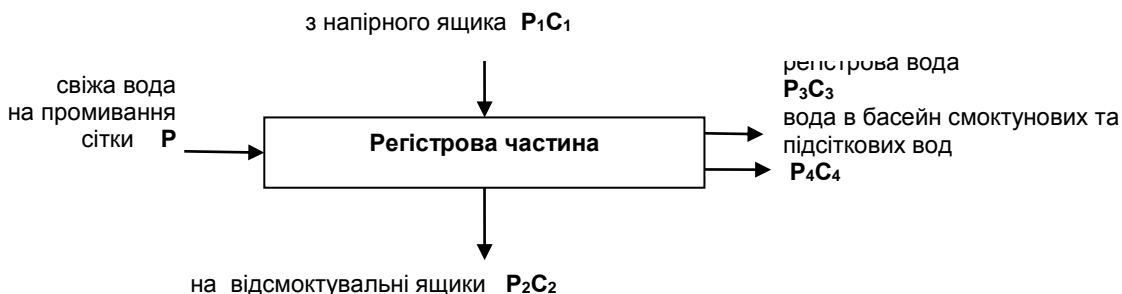 з напірного ящика P₁C₁
свіжа вода
на промивання
сітки P
Регістрова частина
регістрова вода
P₃C₃
вода в басейн смоктунових та
підсіткових вод
P₄C₄
на відсмоктувальні ящики P₂C₂